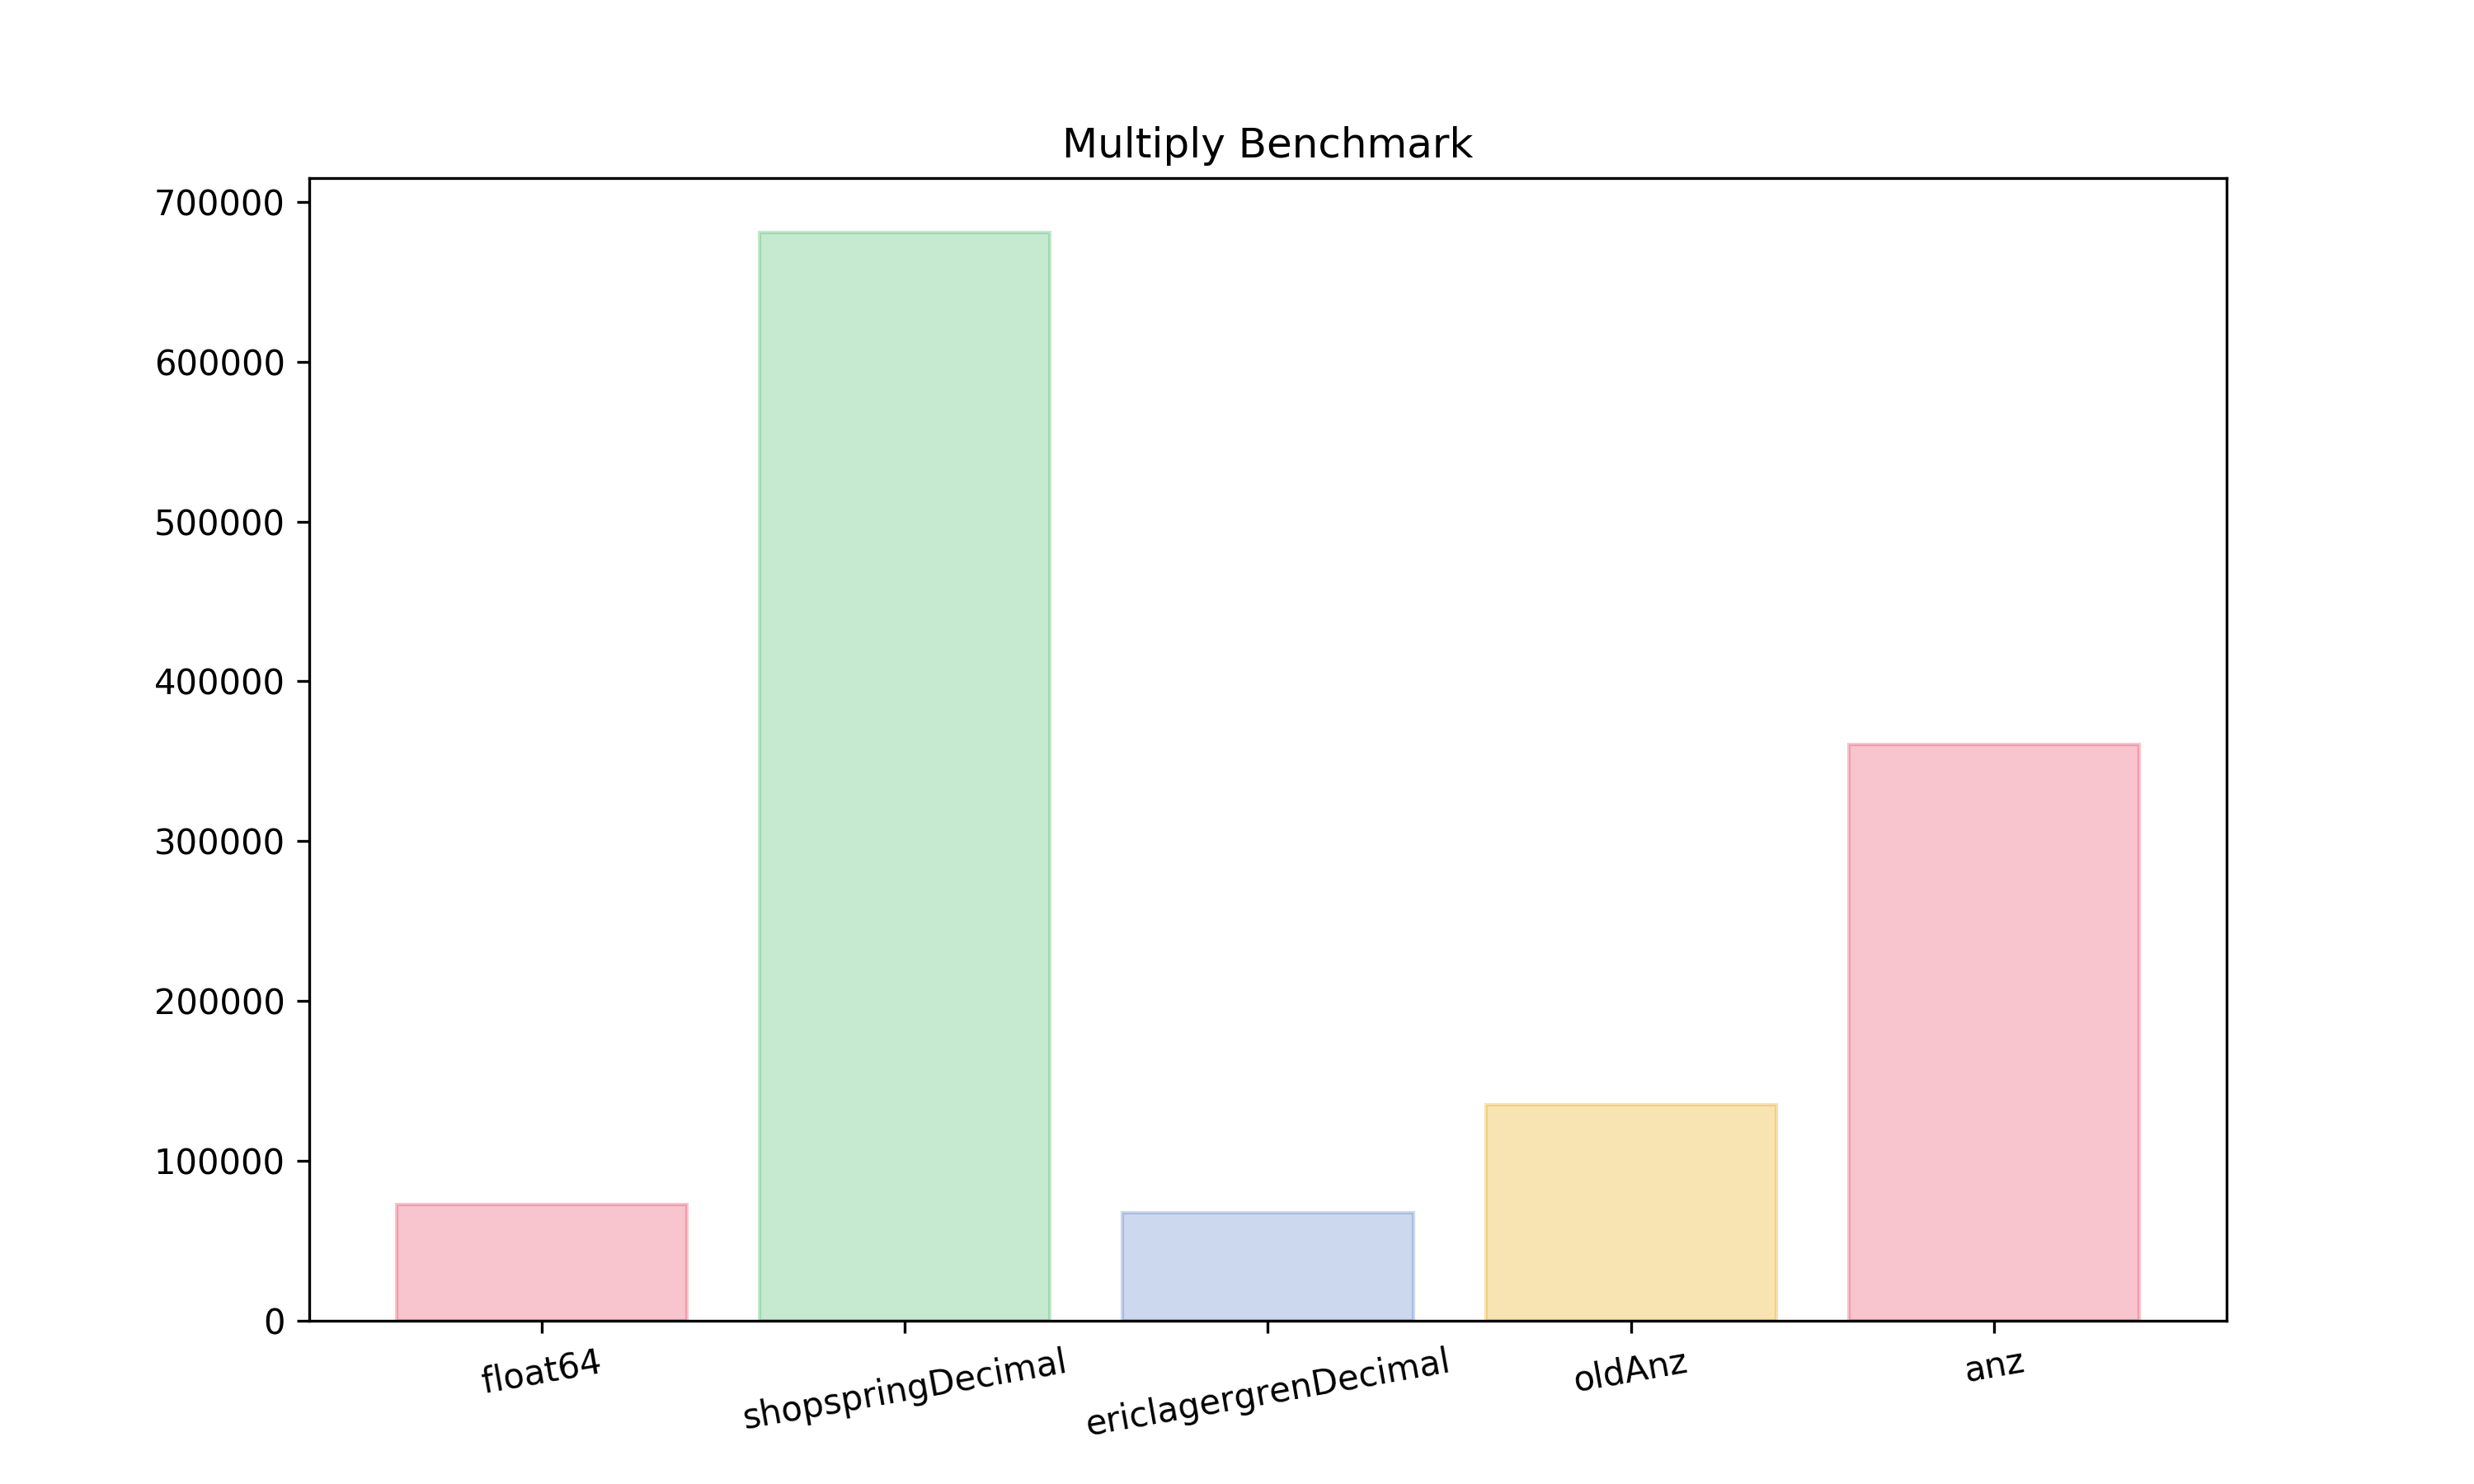 Multiply Benchmark
700000
600000
500000
400000
300000
200000
100000
0
float64
shopspringDecimal
ericlagergrenDecimal
oldAnz
anz